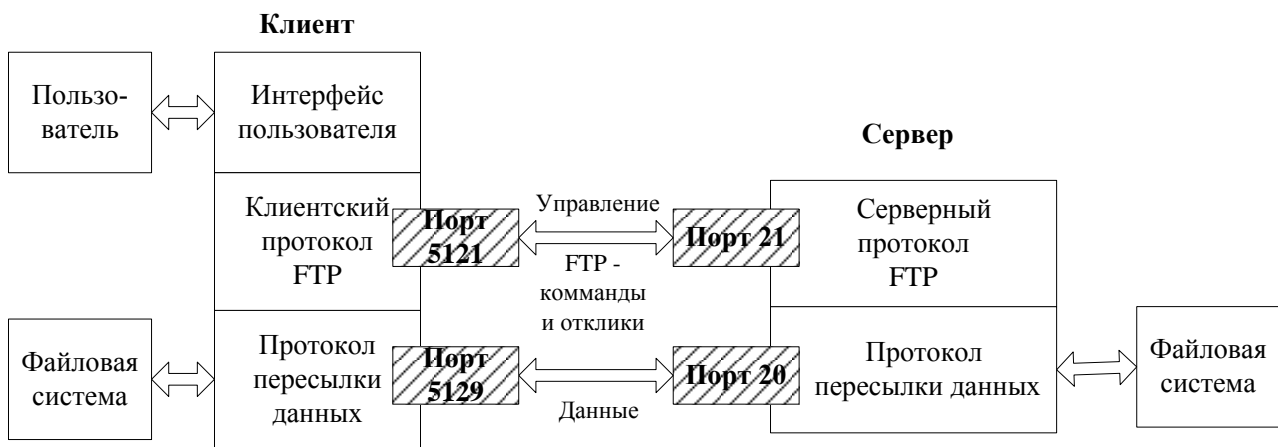 Клиент
Пользо-
ватель
Интерфейс
пользователя
Сервер
Клиентский
протокол
FTP
Порт
5121
Управление
FTP -
комманды
и отклики
Порт 21
Серверный
протокол
FTP
Файловая
система
Протокол
пересылки
данных
Порт
5129
Данные
Порт 20
Протокол
пересылки данных
Файловая
система